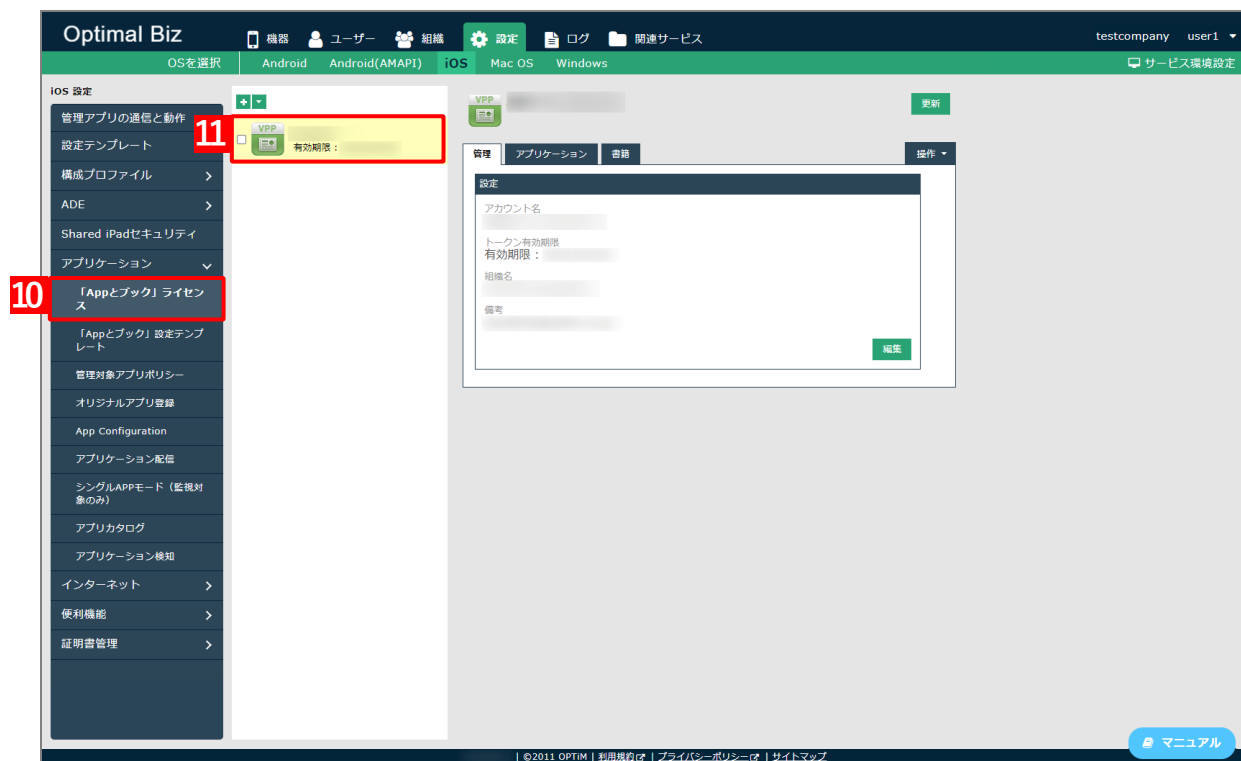 Optimal Biz
機器 ユーザー 組織 設定 ログ 関連サービス
testcompany user1
OSを選択 Android Android(AMAPI) iOS Mac OS Windows
サービス環境設定
iOS 設定
管理アプリの通信と動作
設定テンプレート
構成プロファイル
ADE
Shared iPadセキュリティ
アプリケーション
10
「Appとブック」ライセン
ス
「Appとブック」設定テンプ
レート
管理対象アプリポリシー
オリジナルアプリ登録
App Configuration
アプリケーション配信
シングルAPPモード（監視対
象のみ）
アプリカタログ
アプリケーション検知
インターネット
便利機能
証明書管理
11
VPP
有効期限：
VPP
更新
管理 アプリケーション 書籍
操作
設定
アカウント名
トークン有効期限
有効期限：
組織名
備考
編集
マニュアル
| ©2011 OPTiM | 利用規約 | プライバシーポリシー | サイトマップ